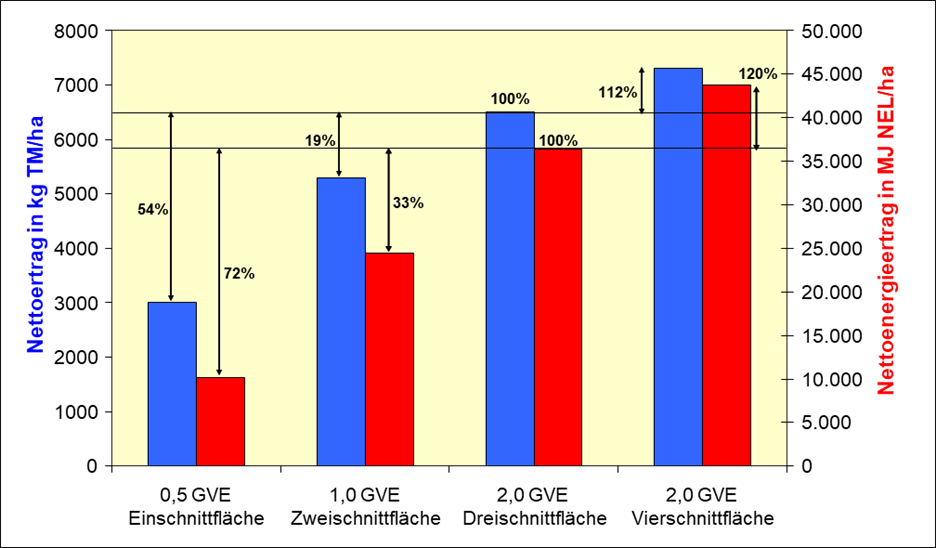 8000
7000
6000
5000
4000
3000
2000
1000
0
Nettoertrag in kg TM/ha
50.000
45.000
40.000
35.000
30.000
25.000
20.000
15.000
10.000
5.000
0
Nettoenergieertrag in MJ NEL/ha
54%
72%
19%
33%
100%
100%
112%
120%
0,5 GVE
Einschnittfläche
1,0 GVE
Zweischnittfläche
2,0 GVE
Dreischnittfläche
2,0 GVE
Vierschnittfläche